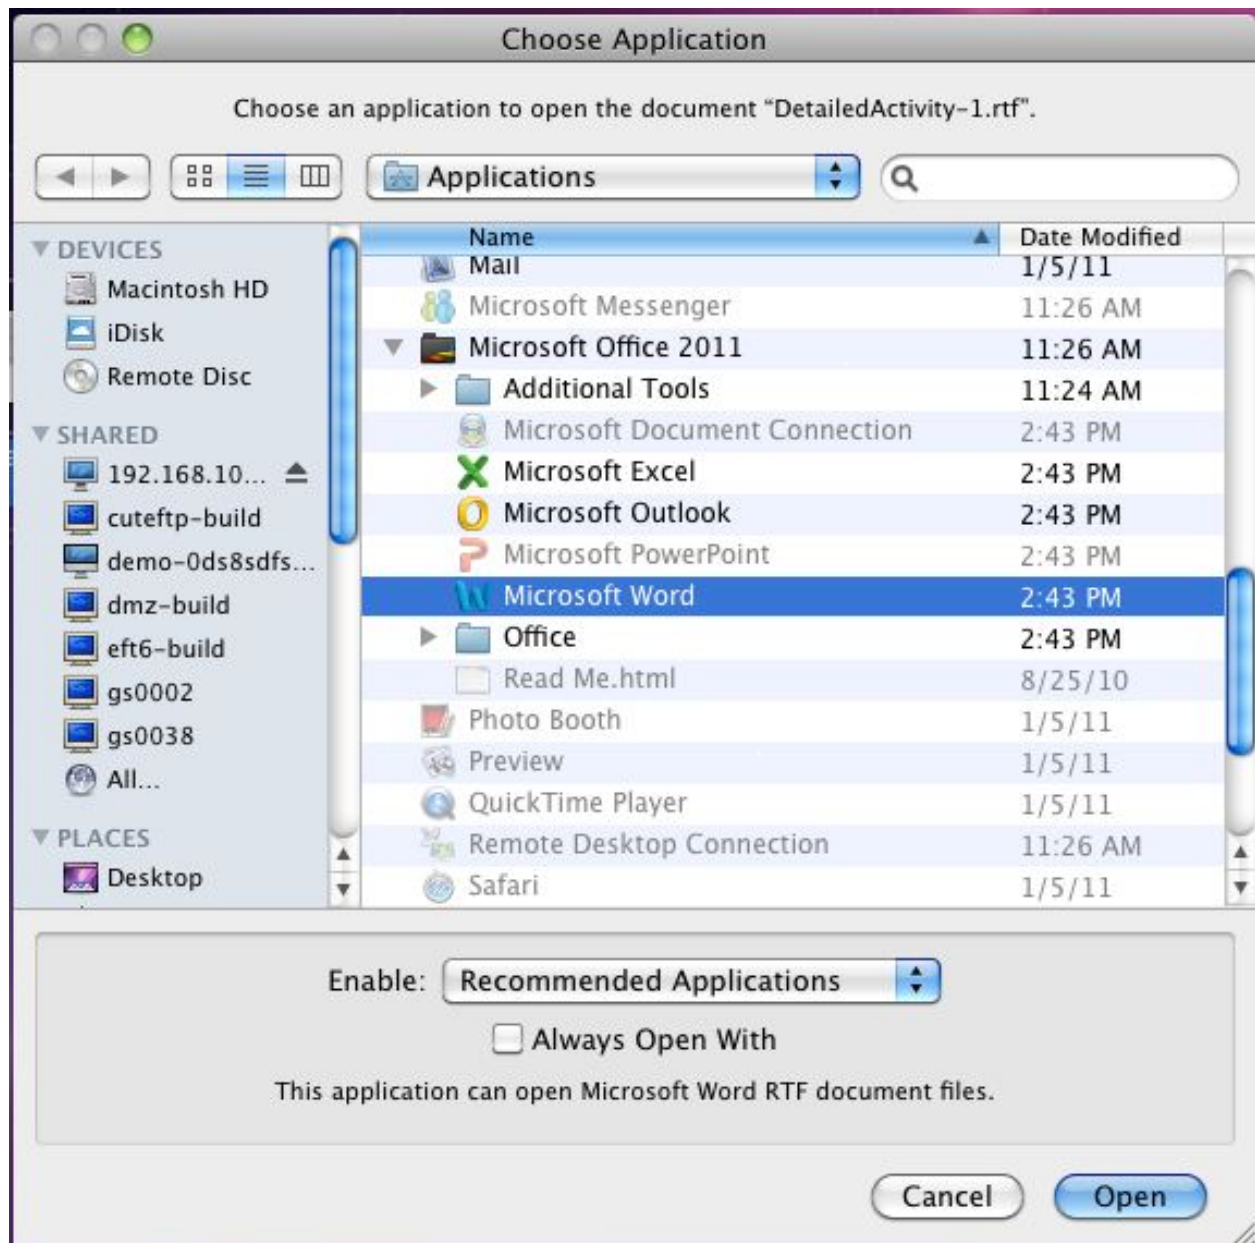 Choose Application
Choose an application to open the document “DetailedActivity-1.rtf”.
Applications
DEVICES
Macintosh HD
iDisk
Remote Disc
SHARED
192.168.10...
cuteftp-build
demo-0ds8sdfs...
dmz-build
eft6-build
gs0002
gs0038
All...
PLACES
Desktop
Name Date Modified
Mail 1/5/11
Microsoft Messenger 11:26 AM
Microsoft Office 2011 11:26 AM
Additional Tools 11:24 AM
Microsoft Document Connection 2:43 PM
Microsoft Excel 2:43 PM
Microsoft Outlook 2:43 PM
Microsoft PowerPoint 2:43 PM
Microsoft Word 2:43 PM
Office 2:43 PM
Read Me.html 8/25/10
Photo Booth 1/5/11
Preview 1/5/11
QuickTime Player 1/5/11
Remote Desktop Connection 11:26 AM
Safari 1/5/11
Enable: Recommended Applications
Always Open With
This application can open Microsoft Word RTF document files.
Cancel Open